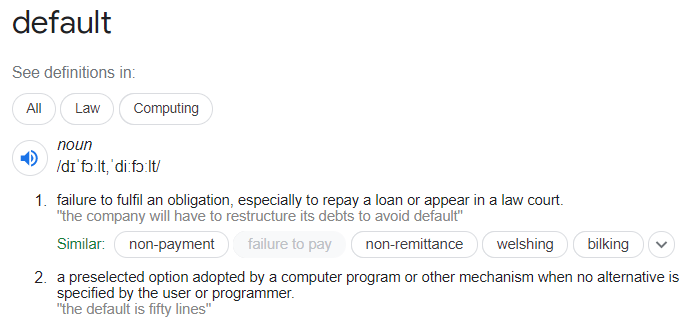 default
See definitions in:
All Law Computing
noun
/dɪˈfɔːlt,ˈdiːfɔːlt/
1. failure to fulfil an obligation, especially to repay a loan or appear in a law court.
"the company will have to restructure its debts to avoid default"
Similar: non-payment failure to pay non-remittance welshing bilking
2. a preselected option adopted by a computer program or other mechanism when no alternative is
specified by the user or programmer.
"the default is fifty lines"